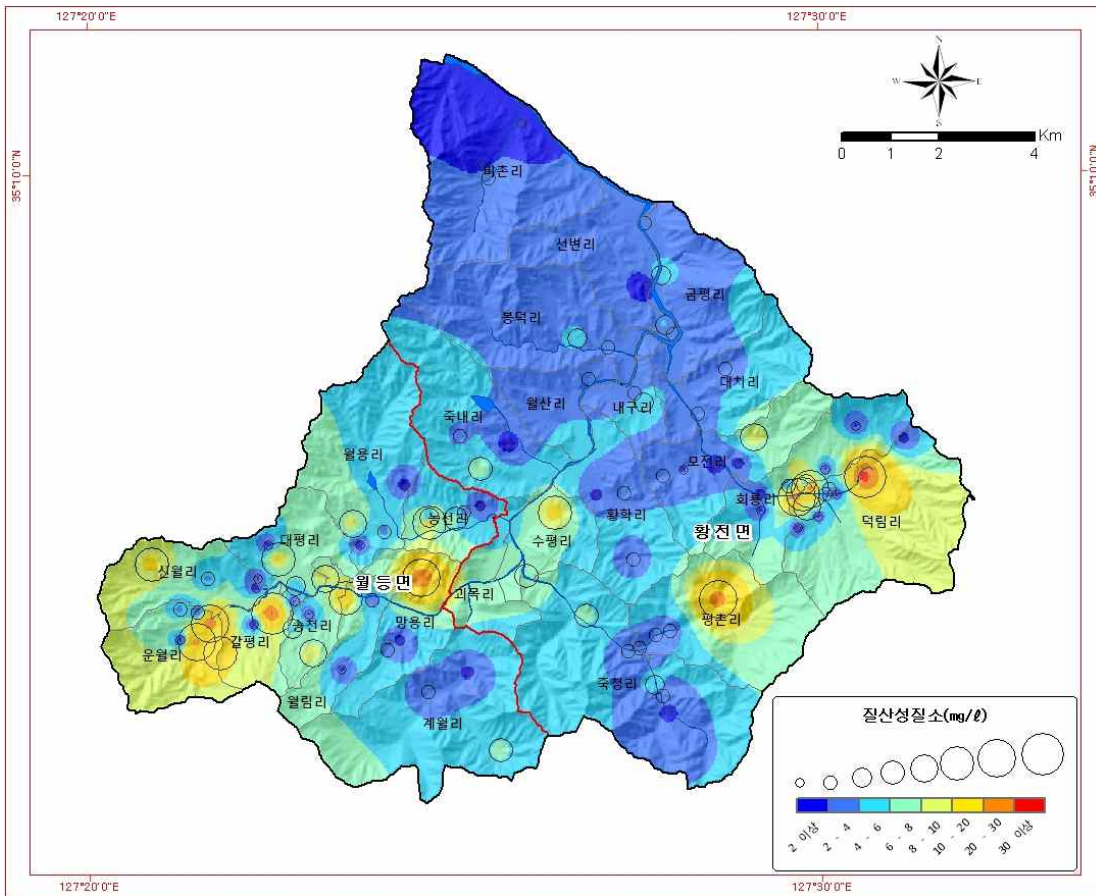 127°20'0"E 127°30'0"E
N
W E
S
Km
0 1 2 4
35°10'0"N 35°10'0"N
비촌리
선변리
금평리
봉덕리
대치리
월산리 내구리
죽내리
월용리 모전리
회룡리
농선리 황학리 덕림리
수평리 황전면
대평리
신월리 월등면
괴목리
송천리 망용리 평촌리
갈평리
운월리
죽청리
월림리
계월리
질산성질소(mg/ℓ)
2 이상
2 - 4
4 - 6
6 - 8
8 - 10
10 - 20
20 - 30
30 이상
127°20'0"E 127°30'0"E